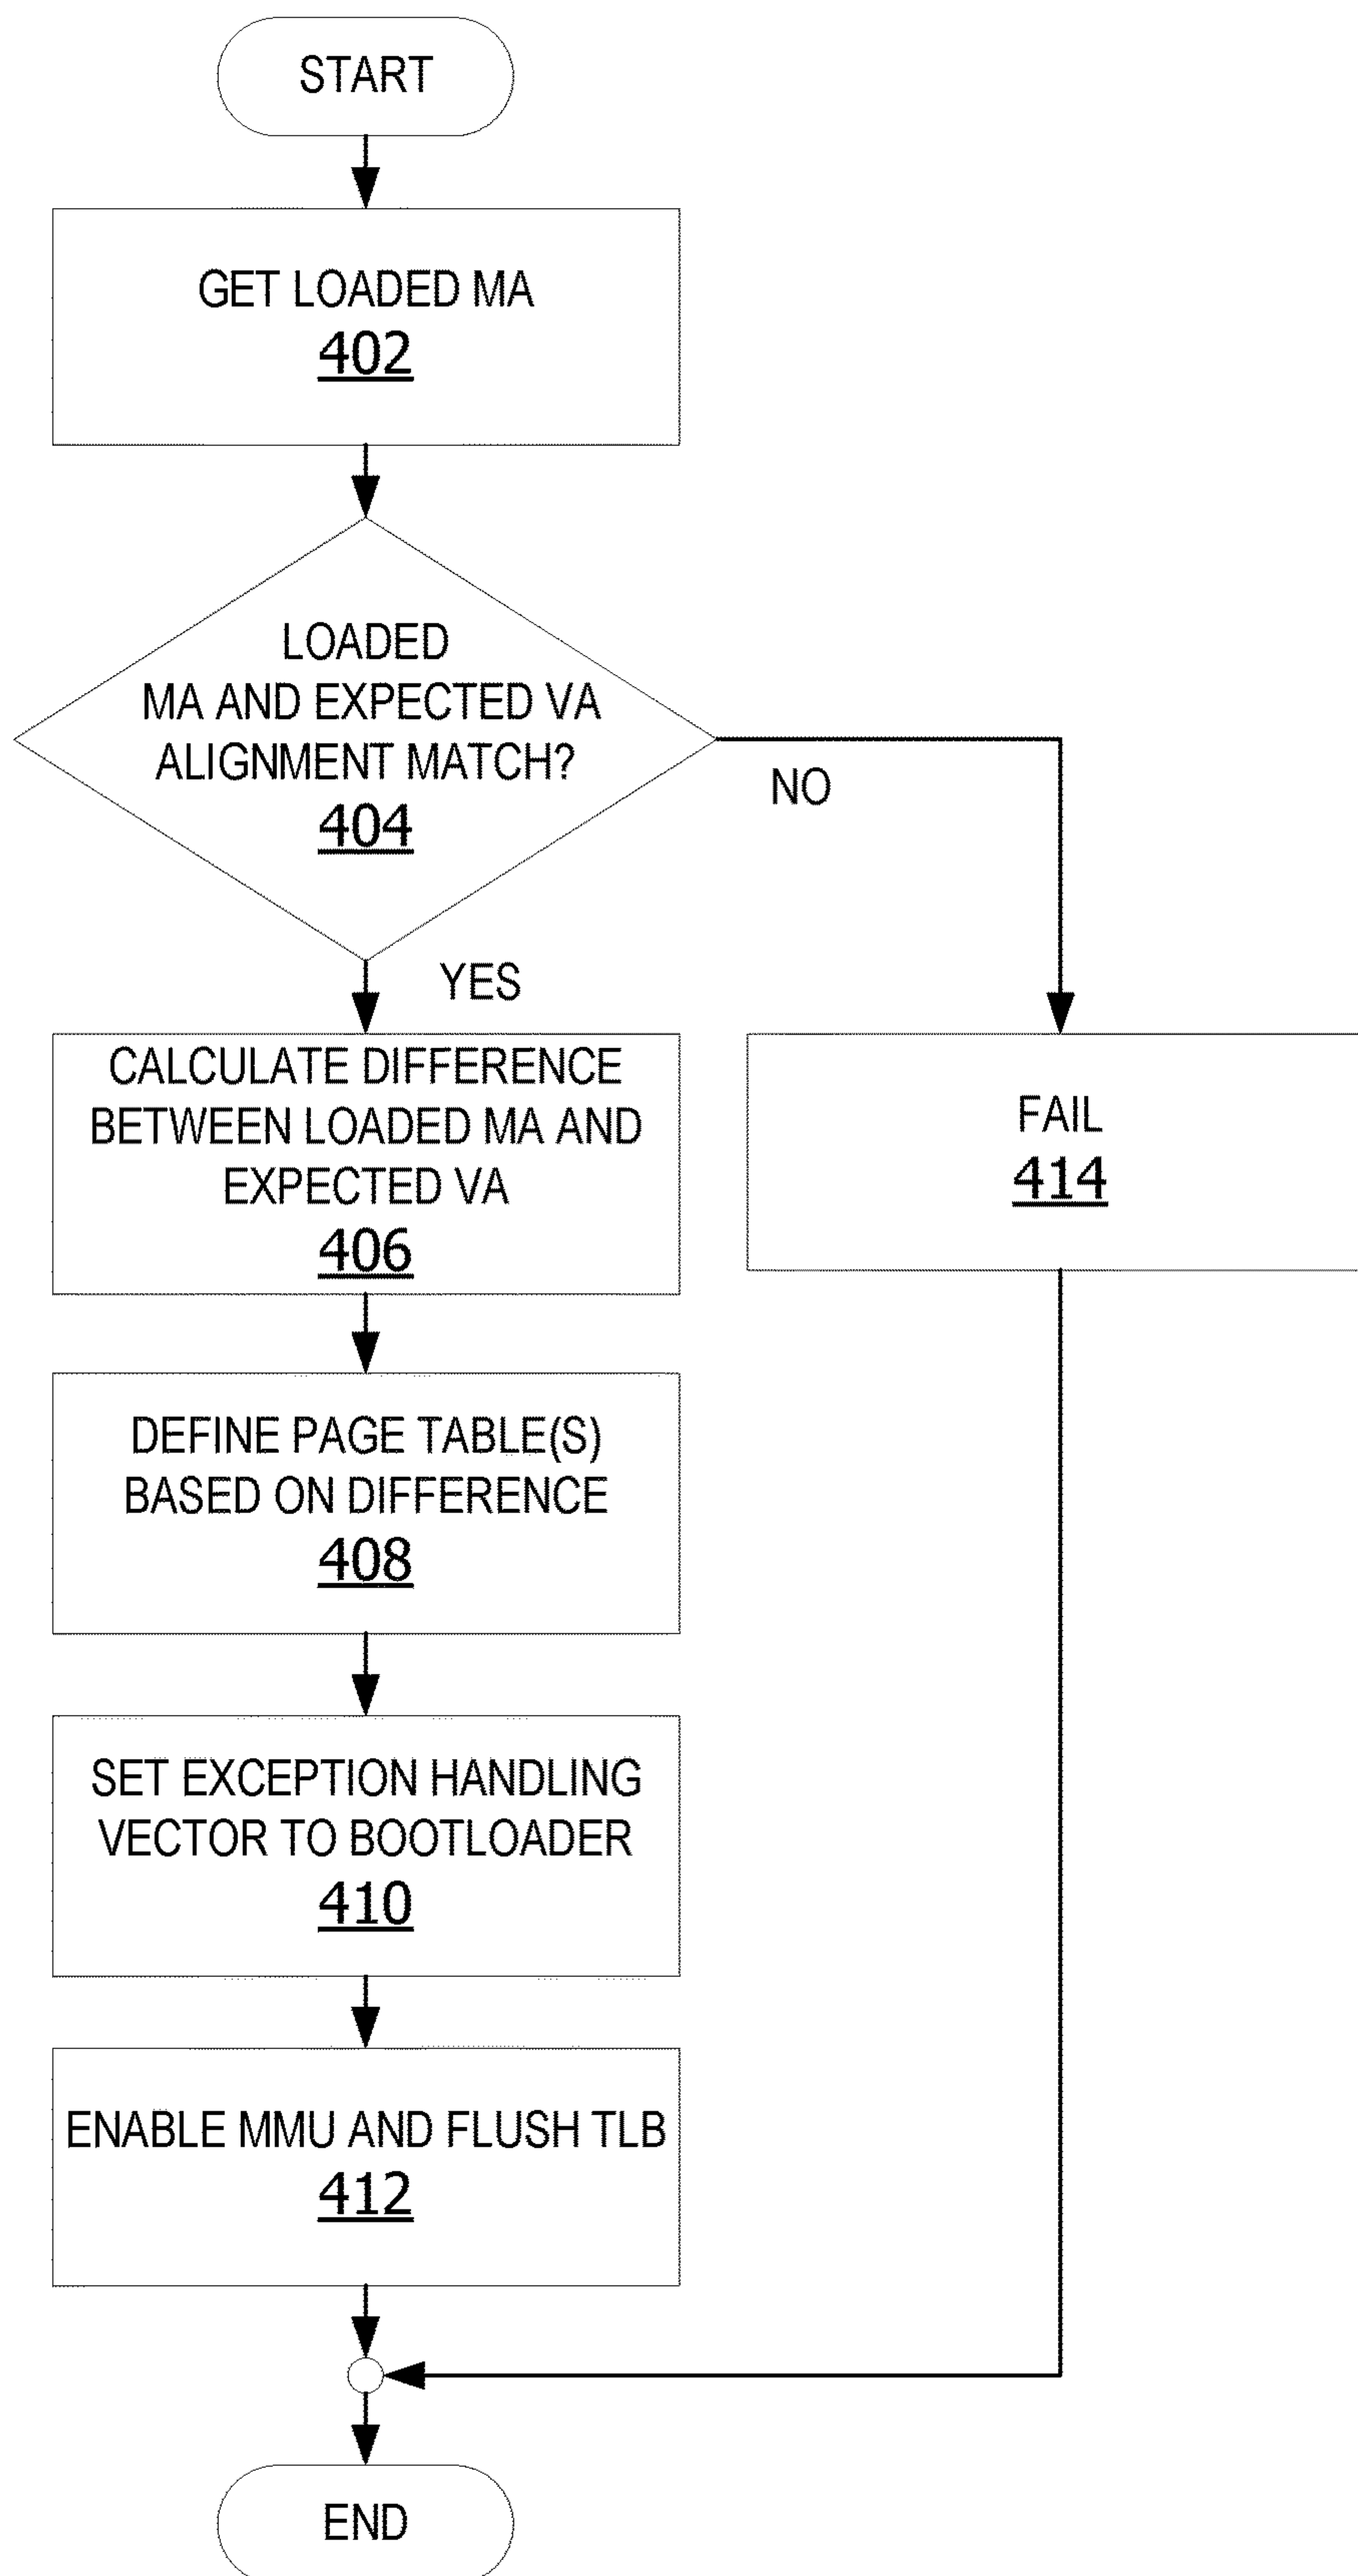 START
GET LOADED MA
402
LOADED
MA AND EXPECTED VA
ALIGNMENT MATCH?
404
NO
YES
CALCULATE DIFFERENCE
BETWEEN LOADED MA AND
EXPECTED VA
406
FAIL
414
DEFINE PAGE TABLE(S)
BASED ON DIFFERENCE
408
SET EXCEPTION HANDLING
VECTOR TO BOOTLOADER
410
ENABLE MMU AND FLUSH TLB
412
END